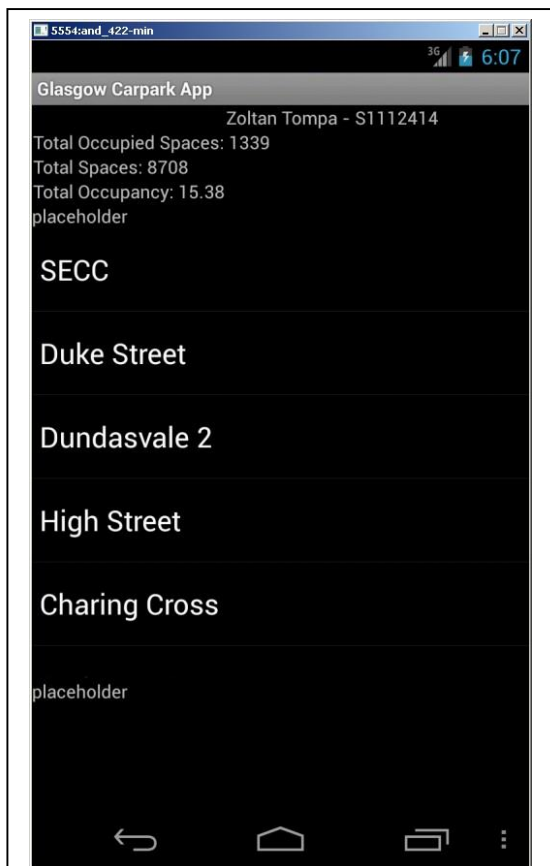 5554:and_422-min
3G 6:07
Glasgow Carpark App
Zoltan Tompa - S1112414
Total Occupied Spaces: 1339
Total Spaces: 8708
Total Occupancy: 15.38
placeholder
SECC
Duke Street
Dundasvale 2
High Street
Charing Cross
placeholder